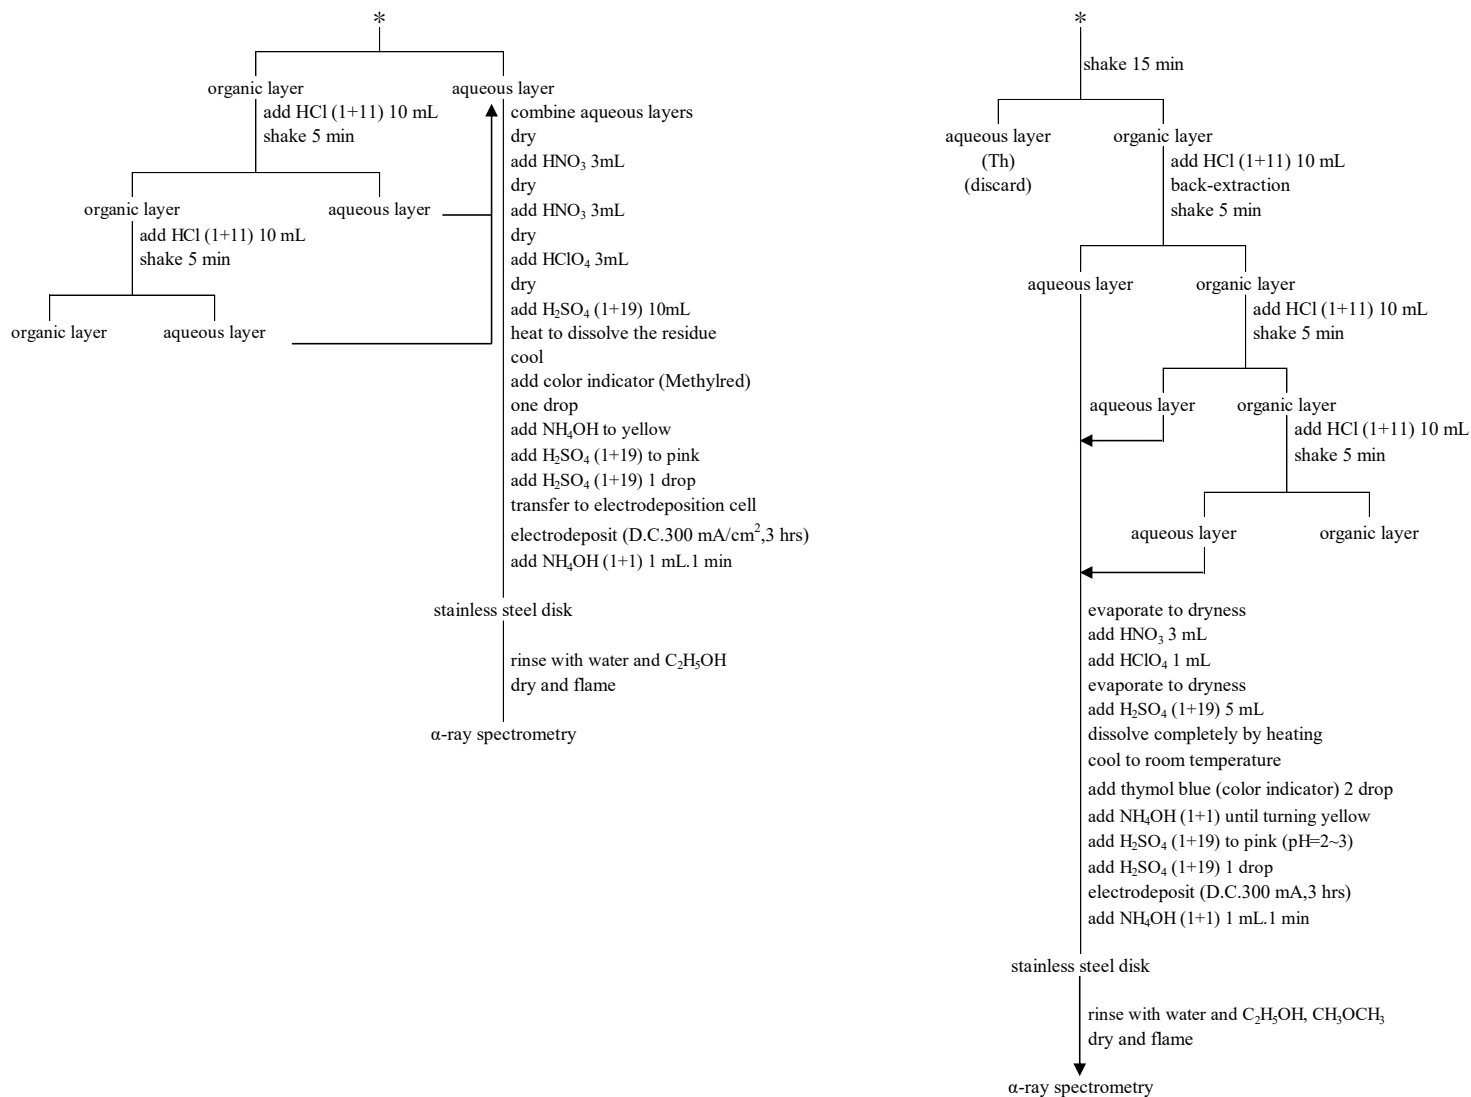 *
organic layer
aqueous layer
add HCl (1+11) 10 mL
shake 5 min
organic layer
aqueous layer
add HCl (1+11) 10 mL
shake 5 min
organic layer
aqueous layer
combine aqueous layers
dry
add HNO₃ 3mL
dry
add HNO₃ 3mL
dry
add HClO₄ 3mL
dry
add H₂SO₄ (1+19) 10mL
heat to dissolve the residue
cool
add color indicator (Methylred)
one drop
add NH₄OH to yellow
add H₂SO₄ (1+19) to pink
add H₂SO₄ (1+19) 1 drop
transfer to electrodeposition cell
electrodeposit (D.C.300 mA/cm²,3 hrs)
add NH₄OH (1+1) 1 mL.1 min
stainless steel disk
rinse with water and C₂H₅OH
dry and flame
α-ray spectrometry
*
shake 15 min
aqueous layer
(Th)
(discard)
organic layer
add HCl (1+11) 10 mL
back-extraction
shake 5 min
aqueous layer
organic layer
add HCl (1+11) 10 mL
shake 5 min
aqueous layer
organic layer
add HCl (1+11) 10 mL
shake 5 min
aqueous layer
organic layer
evaporate to dryness
add HNO₃ 3 mL
add HClO₄ 1 mL
evaporate to dryness
add H₂SO₄ (1+19) 5 mL
dissolve completely by heating
cool to room temperature
add thymol blue (color indicator) 2 drop
add NH₄OH (1+1) until turning yellow
add H₂SO₄ (1+19) to pink (pH=2~3)
add H₂SO₄ (1+19) 1 drop
electrodeposit (D.C.300 mA,3 hrs)
add NH₄OH (1+1) 1 mL.1 min
stainless steel disk
rinse with water and C₂H₅OH, CH₃OCH₃
dry and flame
α-ray spectrometry